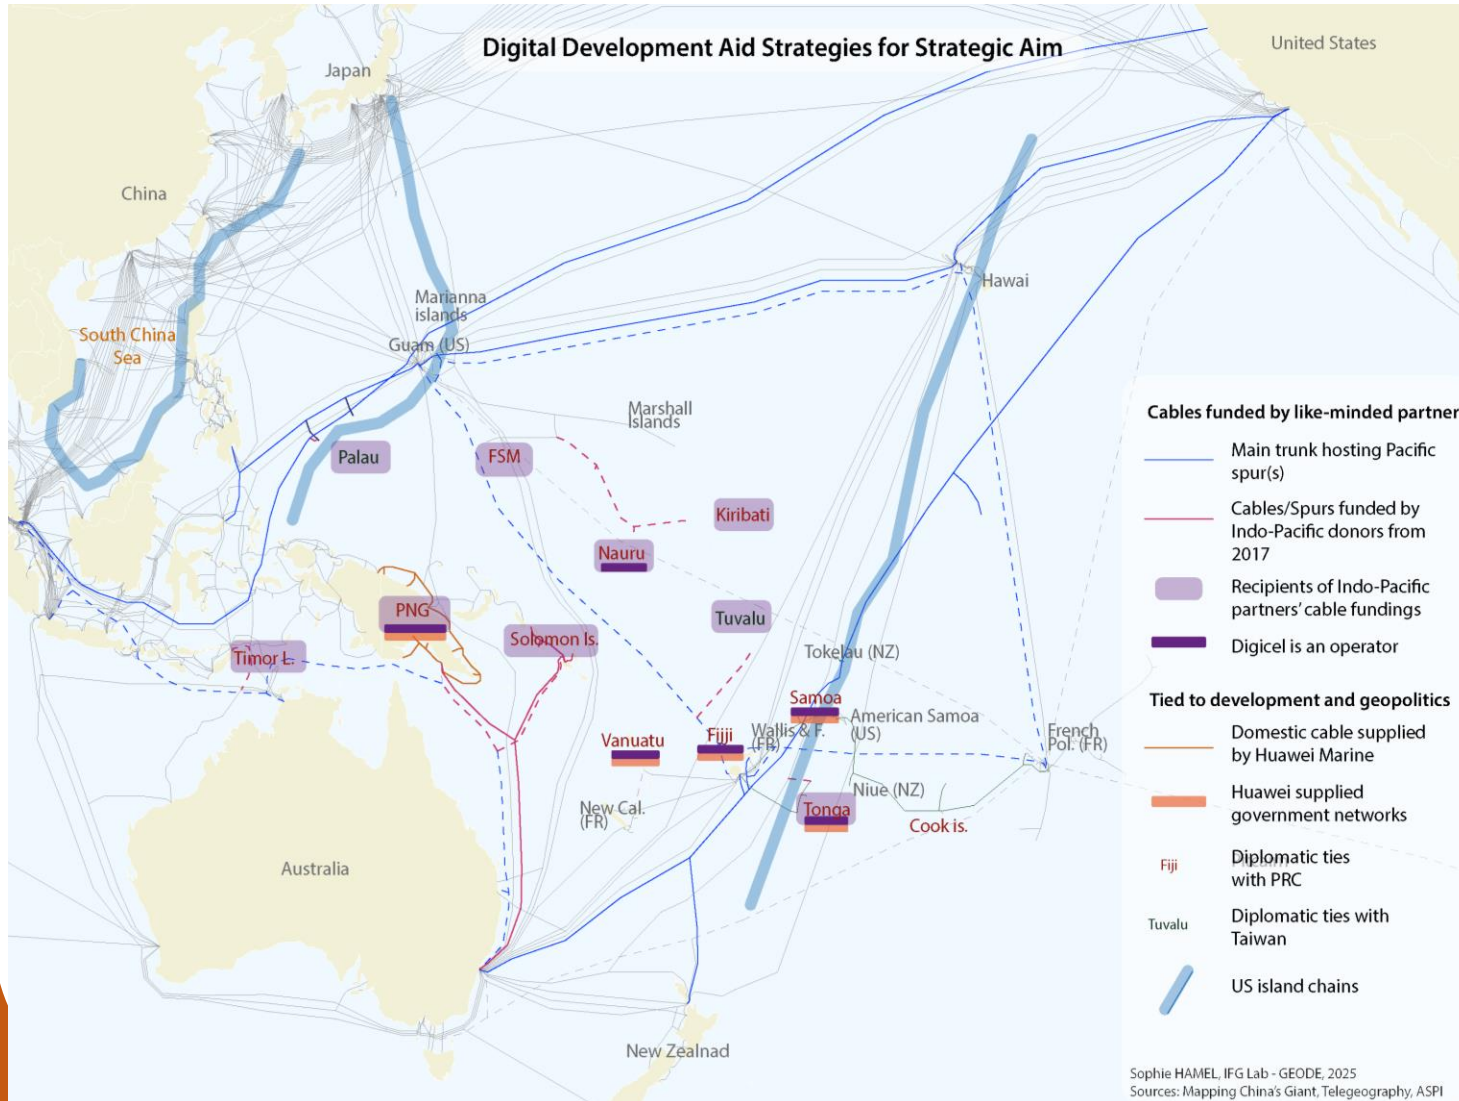 Digital Development Aid Strategies for Strategic Aim
United States
Japan
China
Hawai
Marianna
islands
South China
Sea
Guam (US)
Marshall
Islands
Palau
FSM
Kiribati
Nauru
PNG
Tuvalu
Solomon Is.
Timor L.
Tokelau (NZ)
Samoa
American Samoa
(US)
Vanuatu
Fiji
Wallis & F.
(FR)
French
Pol. (FR)
Niue (NZ)
New Cal.
(FR)
Tonga
Cook is.
Australia
New Zealnad
Cables funded by like-minded partner
Main trunk hosting Pacific
spur(s)
Cables/Spurs funded by
Indo-Pacific donors from
2017
Recipients of Indo-Pacific
partners' cable fundings
Digicel is an operator
Tied to development and geopolitics
Domestic cable supplied
by Huawei Marine
Huawei supplied
government networks
Fiji
Diplomatic ties
with PRC
Tuvalu
Diplomatic ties with
Taiwan
US island chains
Sophie HAMEL, IFG Lab - GEODE, 2025
Sources: Mapping China's Giant, Telegeography, ASPI